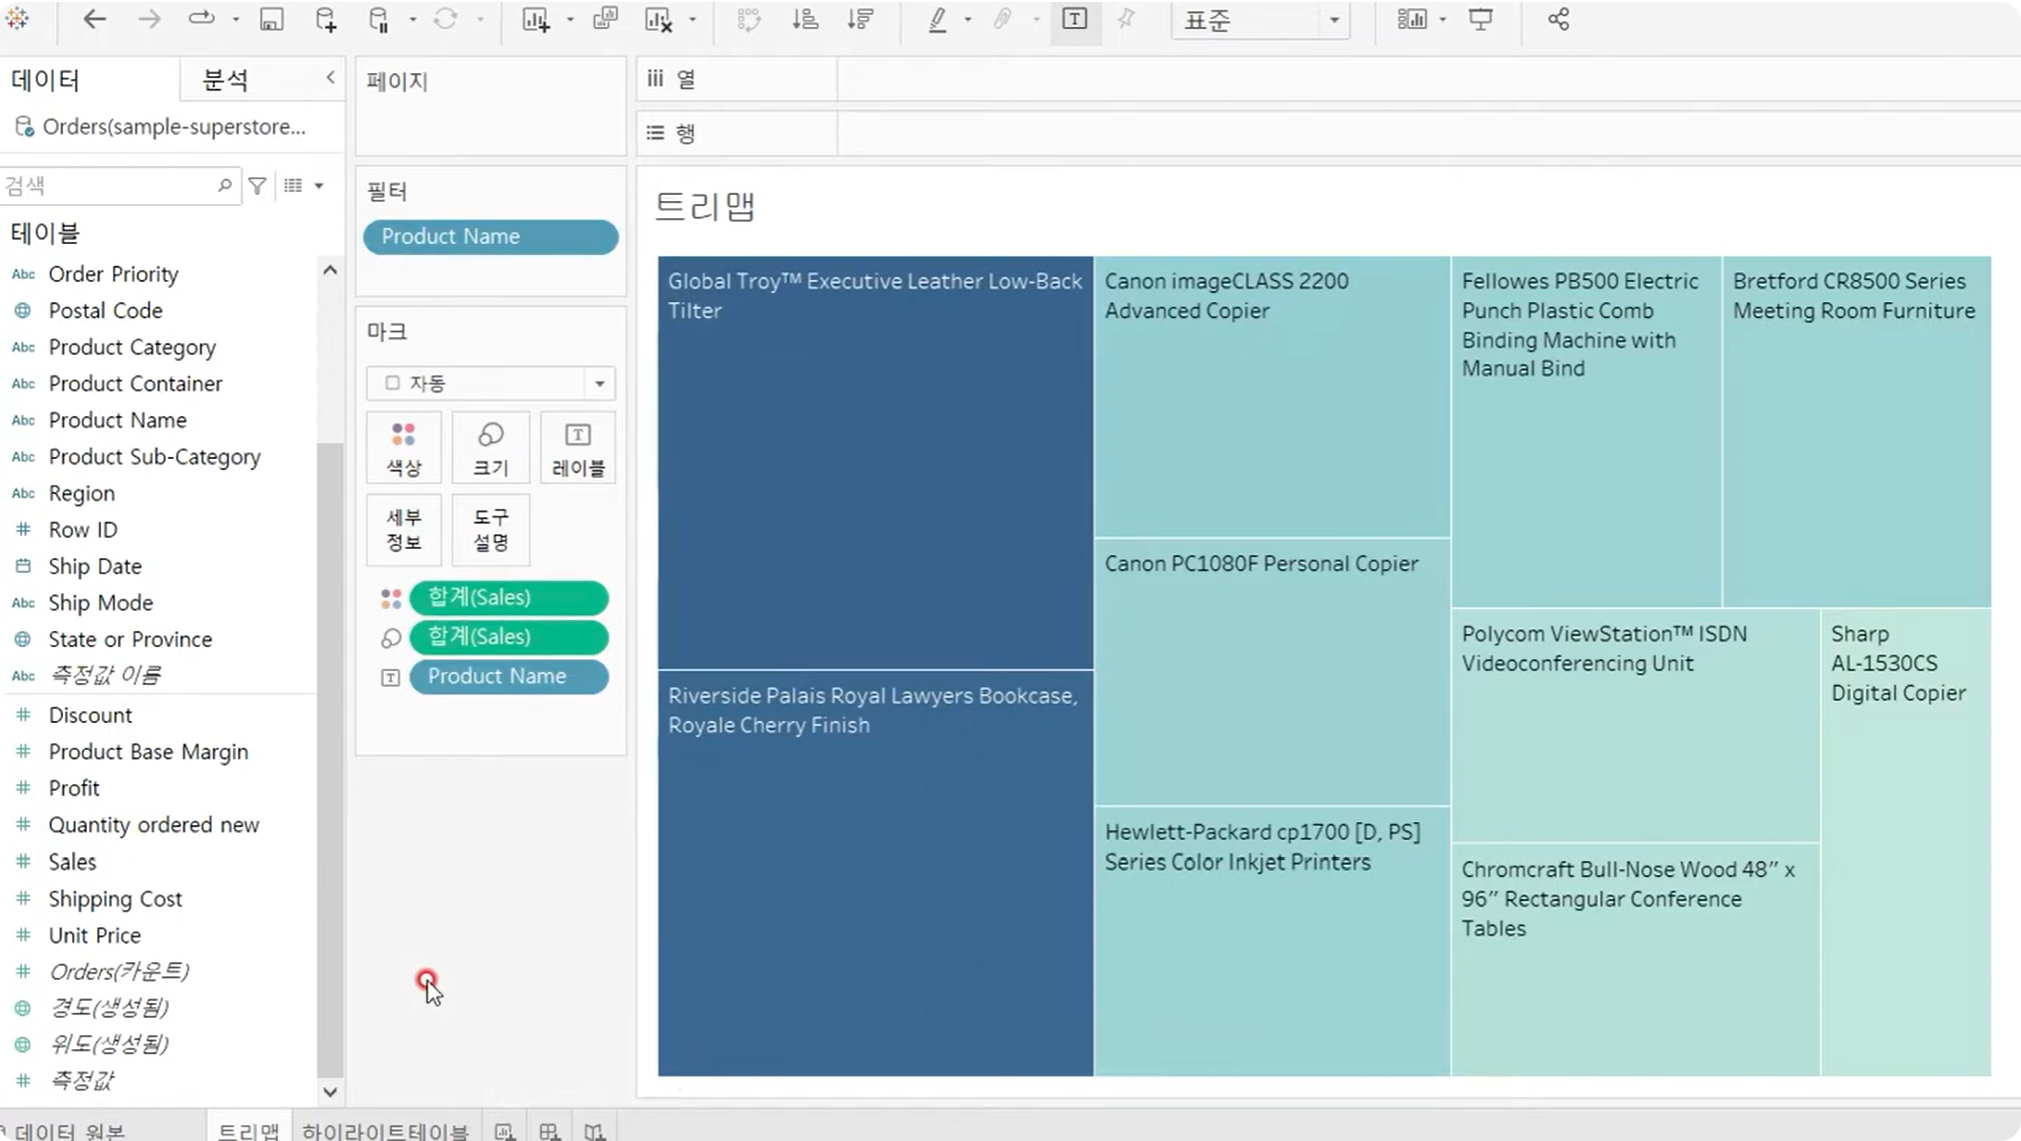 표준
데이터
분석
Orders(sample-superstore...
검색
테이블
Abc Order Priority
Postal Code
Abc Product Category
Abc Product Container
Abc Product Name
Abc Product Sub-Category
Abc Region
# Row ID
Ship Date
Abc Ship Mode
State or Province
Abc 측정값 이름
# Discount
# Product Base Margin
# Profit
# Quantity ordered new
# Sales
# Shipping Cost
# Unit Price
# Orders(카운트)
경도(생성됨)
위도(생성됨)
# 측정값
페이지
필터
Product Name
마크
자동
색상
크기
T
레이블
세부
정보
도구
설명
합계(Sales)
합계(Sales)
T Product Name
iii 열
행
트리맵
Global Troy™ Executive Leather Low-Back
Tilter
Riverside Palais Royal Lawyers Bookcase,
Royale Cherry Finish
Canon imageCLASS 2200
Advanced Copier
Canon PC1080F Personal Copier
Hewlett-Packard cp1700 [D, PS]
Series Color Inkjet Printers
Fellowes PB500 Electric
Punch Plastic Comb
Binding Machine with
Manual Bind
Bretford CR8500 Series
Meeting Room Furniture
Polycom ViewStation™ ISDN
Videoconferencing Unit
Sharp
AL-1530CS
Digital Copier
Chromcraft Bull-Nose Wood 48” x
96” Rectangular Conference
Tables
데이터 원본
트리맵
하이라이트테이블